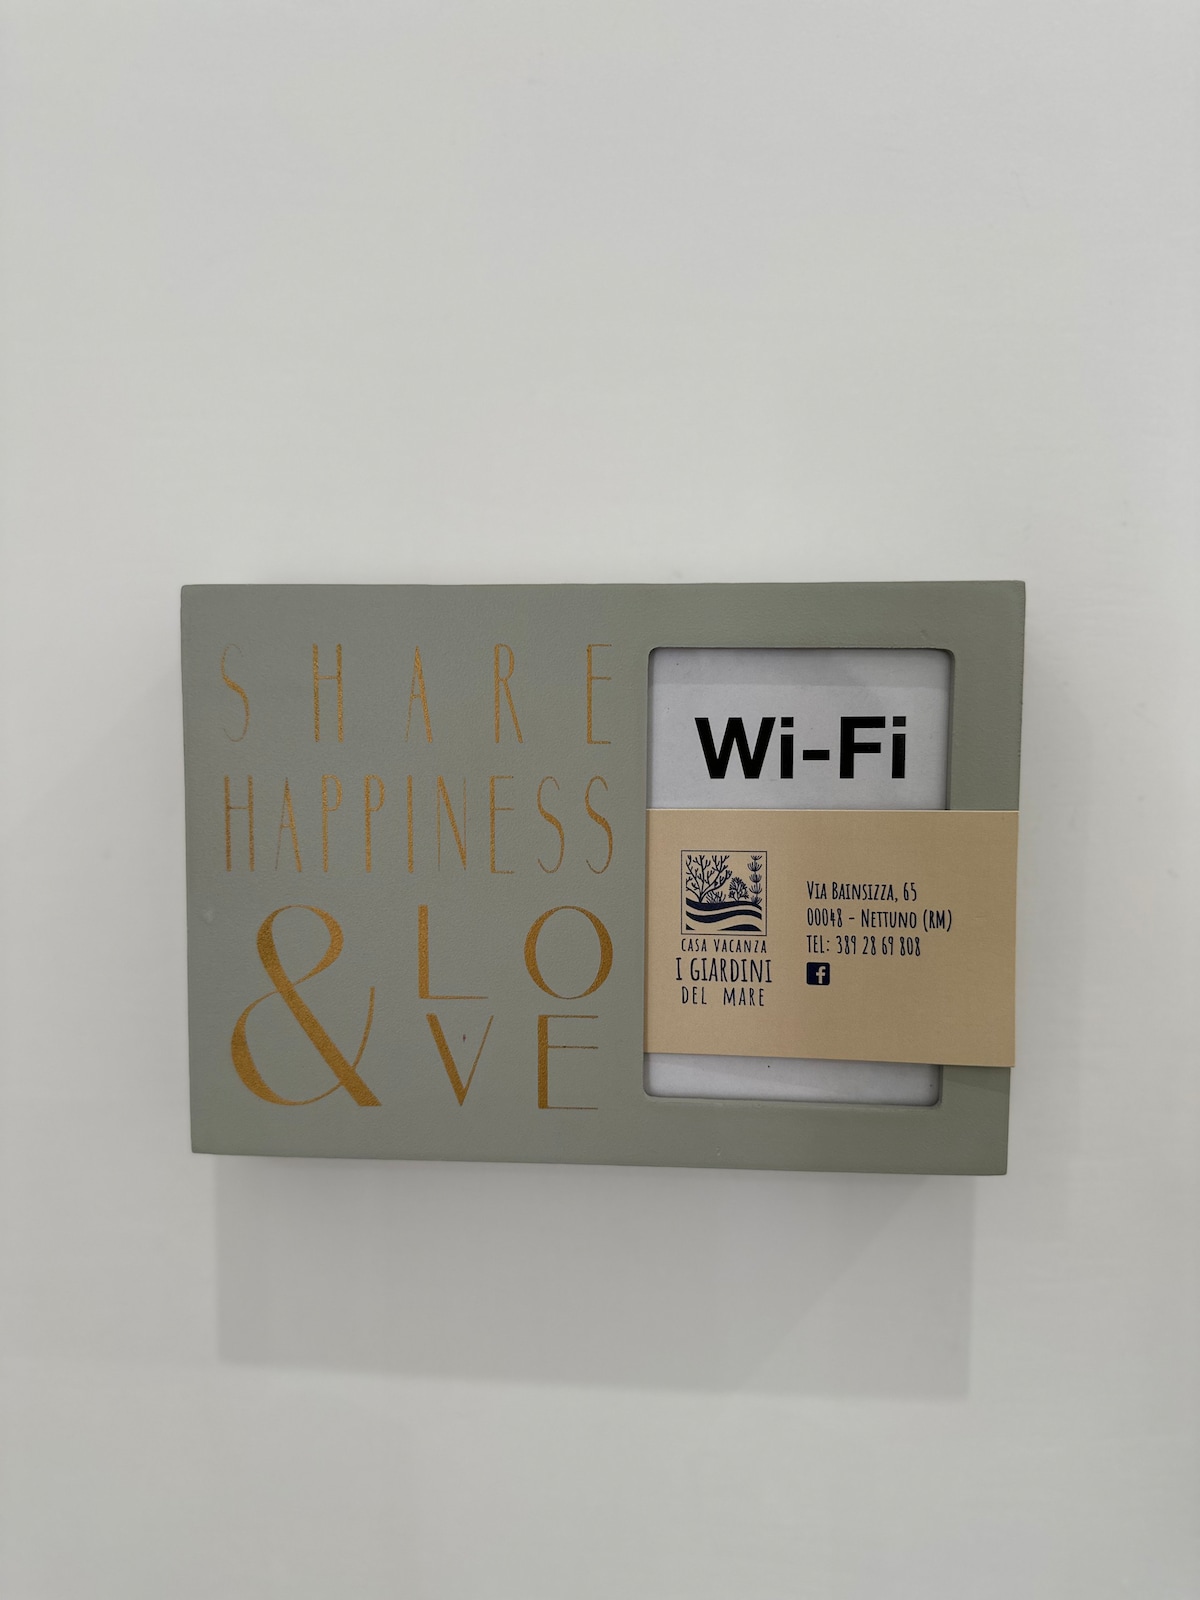 SHARE
HAPPINESS
& LO
VE
Wi-Fi
CASA VACANZA
I GIARDINI
DEL MARE
VIA BAINSIZZA, 65
00048 - NETTUNO (RM)
TEL: 389 28 69 808
f